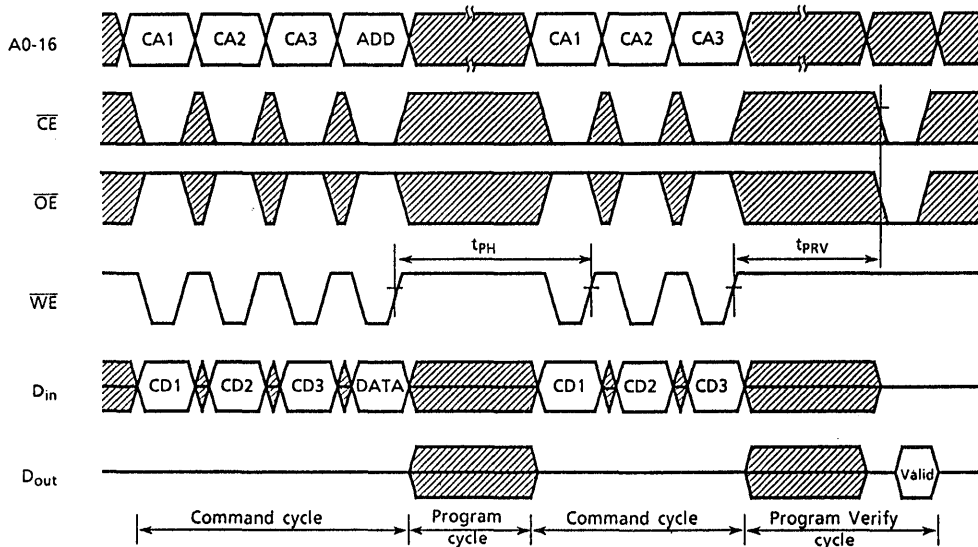 A0-16 CA1 CA2 CA3 ADD CA1 CA2 CA3
CE
OE
tPH tPRV
WE
Din CD1 CD2 CD3 DATA CD1 CD2 CD3
Dout Valid
Command cycle Program cycle Command cycle Program Verify cycle